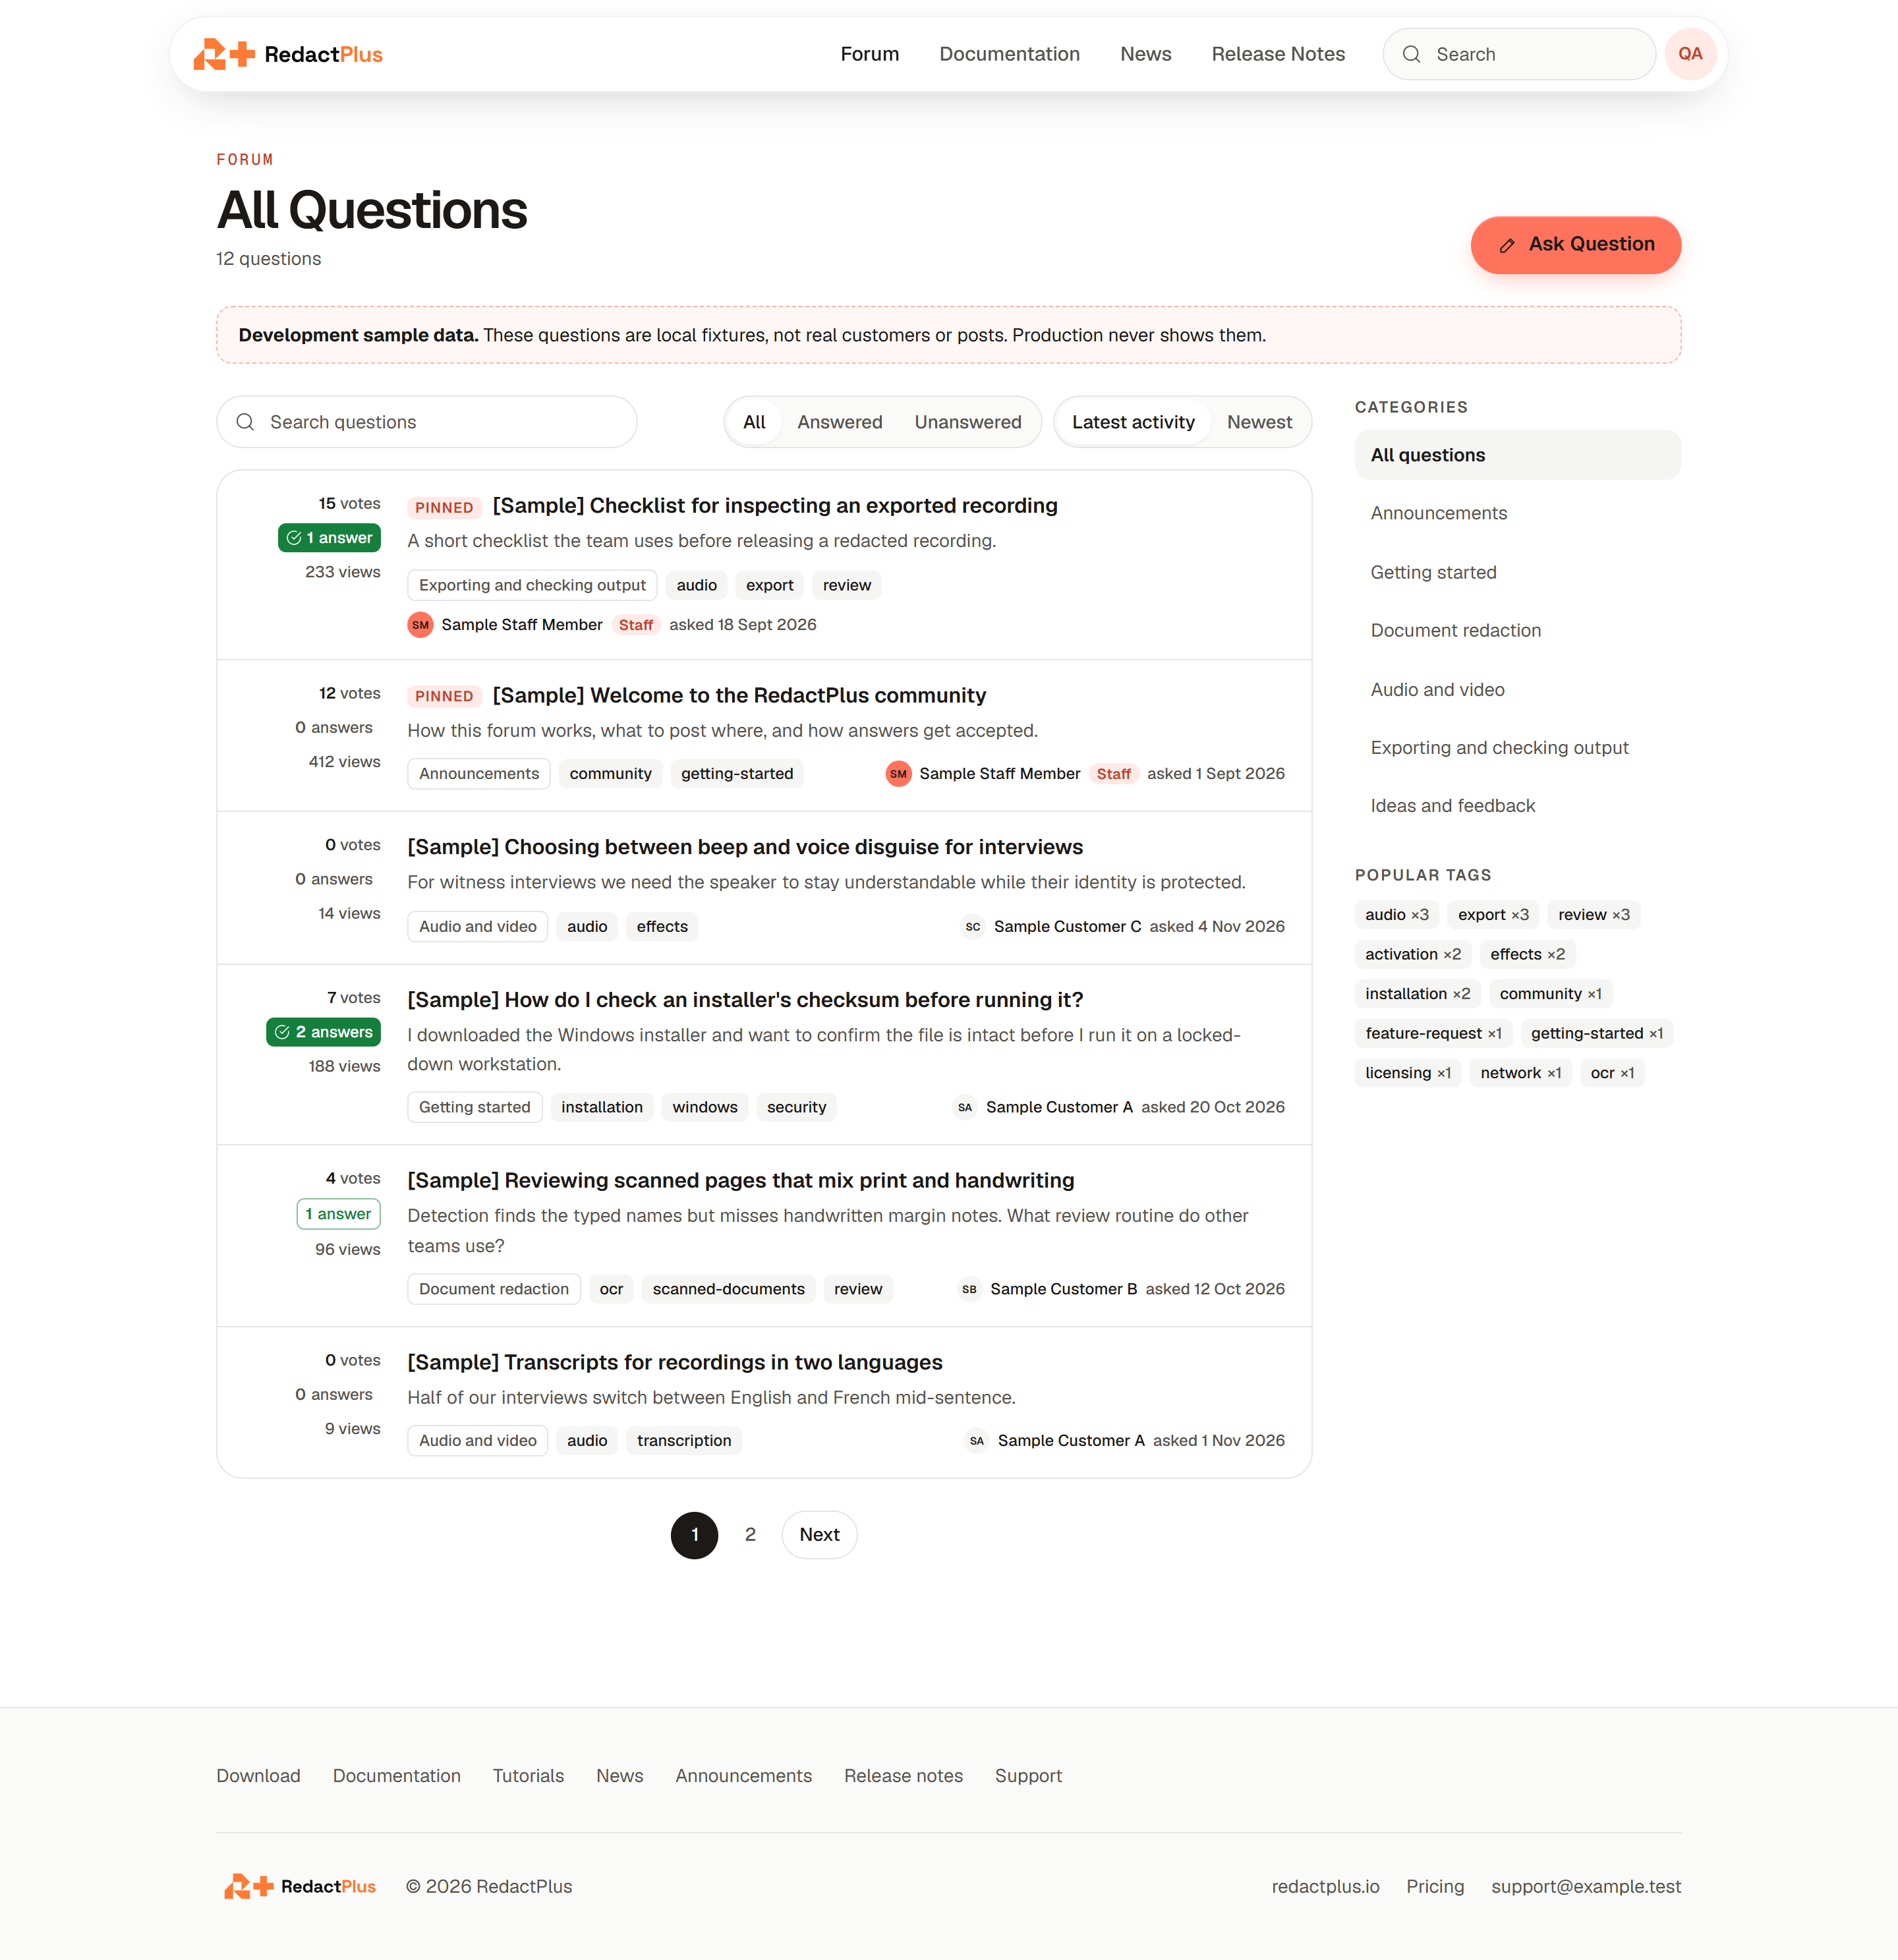 RedactPlus
Forum Documentation News Release Notes Search QA
FORUM
All Questions
12 questions
Ask Question
Development sample data. These questions are local fixtures, not real customers or posts. Production never shows them.
Search questions
All Answered Unanswered
Latest activity Newest
15 votes
1 answer
233 views
PINNED [Sample] Checklist for inspecting an exported recording
A short checklist the team uses before releasing a redacted recording.
Exporting and checking output audio export review
SM Sample Staff Member Staff asked 18 Sept 2026
12 votes
0 answers
412 views
PINNED [Sample] Welcome to the RedactPlus community
How this forum works, what to post where, and how answers get accepted.
Announcements community getting-started
SM Sample Staff Member Staff asked 1 Sept 2026
0 votes
0 answers
14 views
[Sample] Choosing between beep and voice disguise for interviews
For witness interviews we need the speaker to stay understandable while their identity is protected.
Audio and video audio effects
SC Sample Customer C asked 4 Nov 2026
7 votes
2 answers
188 views
[Sample] How do I check an installer's checksum before running it?
I downloaded the Windows installer and want to confirm the file is intact before I run it on a locked-
down workstation.
Getting started installation windows security
SA Sample Customer A asked 20 Oct 2026
4 votes
1 answer
96 views
[Sample] Reviewing scanned pages that mix print and handwriting
Detection finds the typed names but misses handwritten margin notes. What review routine do other
teams use?
Document redaction ocr scanned-documents review
SB Sample Customer B asked 12 Oct 2026
0 votes
0 answers
9 views
[Sample] Transcripts for recordings in two languages
Half of our interviews switch between English and French mid-sentence.
Audio and video audio transcription
SA Sample Customer A asked 1 Nov 2026
1 2 Next
CATEGORIES
All questions
Announcements
Getting started
Document redaction
Audio and video
Exporting and checking output
Ideas and feedback
POPULAR TAGS
audio ×3 export ×3 review ×3
activation ×2 effects ×2
installation ×2 community ×1
feature-request ×1 getting-started ×1
licensing ×1 network ×1 ocr ×1
Download Documentation Tutorials News Announcements Release notes Support
RedactPlus © 2026 RedactPlus
redactplus.io Pricing support@example.test